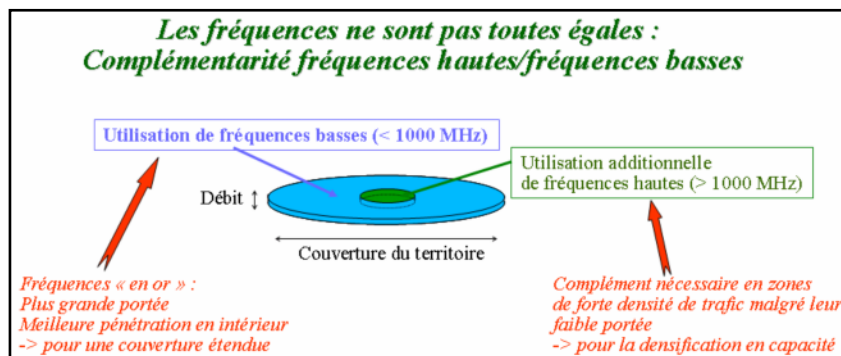 Les fréquences ne sont pas toutes égales :
Complémentarité fréquences hautes/fréquences basses
Utilisation de fréquences basses (< 1000 MHz)
Utilisation additionnelle
de fréquences hautes (> 1000 MHz)
Débit
Couverture du territoire
Fréquences « en or » :
Plus grande portée
Meilleure pénétration en intérieur
-> pour une couverture étendue
Complément nécessaire en zones
de forte densité de trafic malgré leur
faible portée
-> pour la densification en capacité